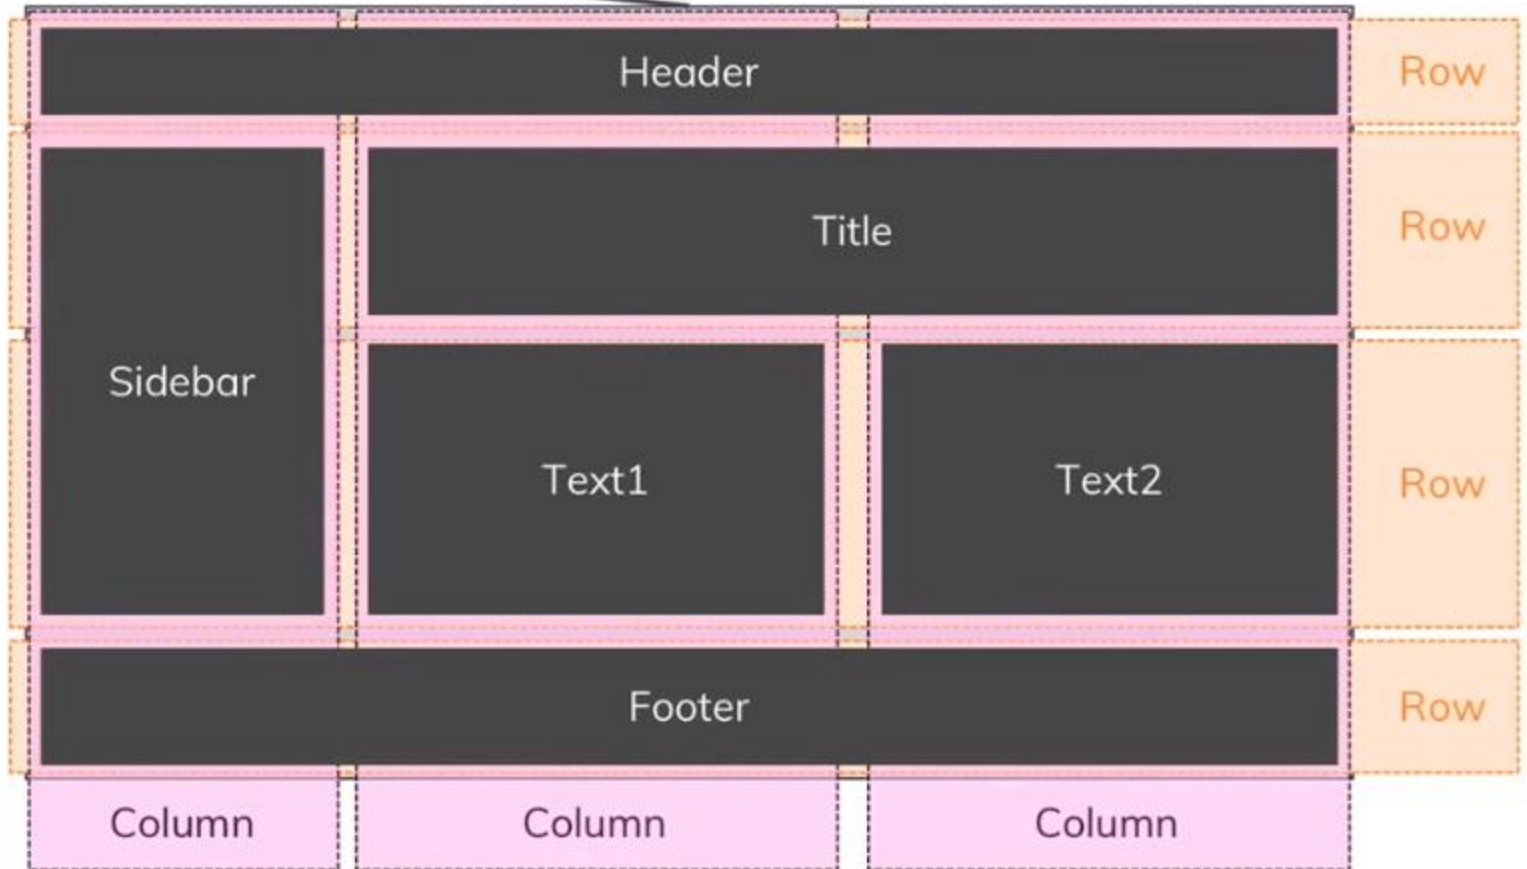 Header
Row
Title
Row
Sidebar
Text1
Text2
Row
Footer
Row
Column
Column
Column